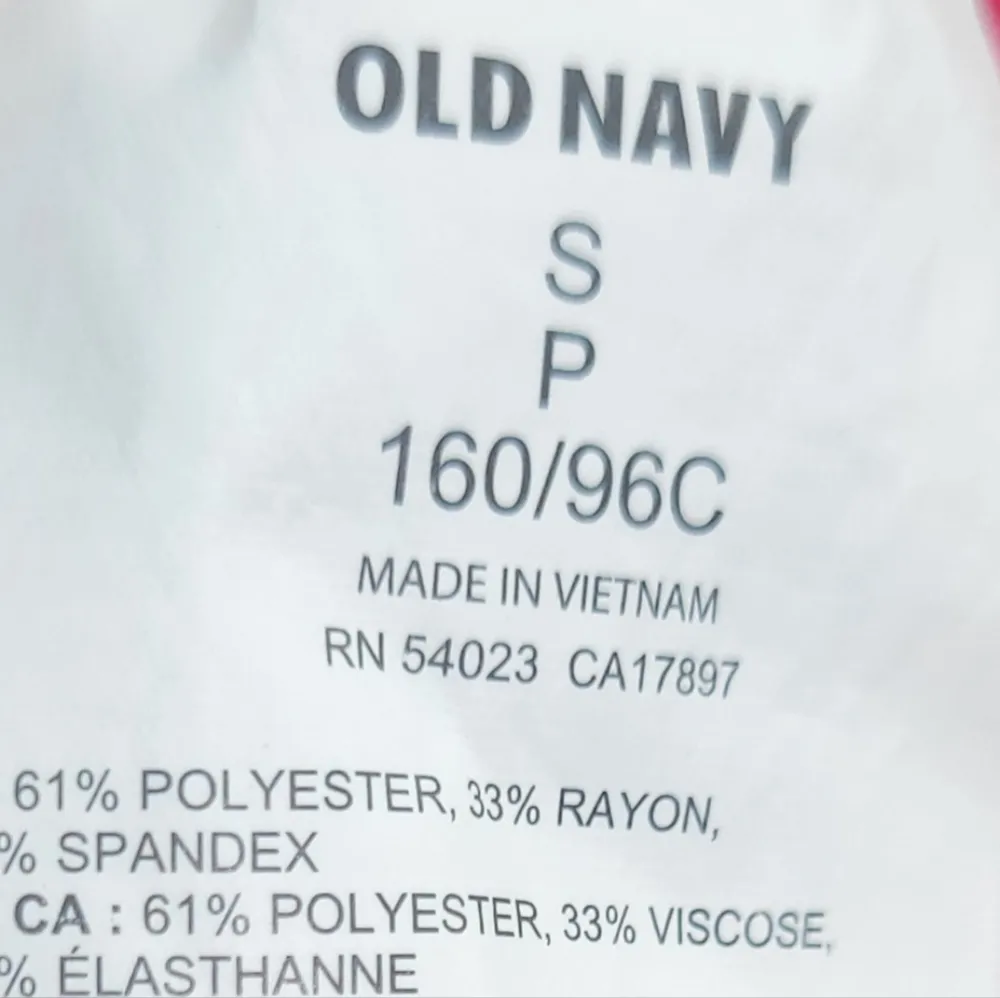 OLD NAVY
S
P
160/96C
MADE IN VIETNAM
RN 54023 CA17897
61% POLYESTER, 33% RAYON,
% SPANDEX
CA : 61% POLYESTER, 33% VISCOSE,
% ÉLASTHANNE